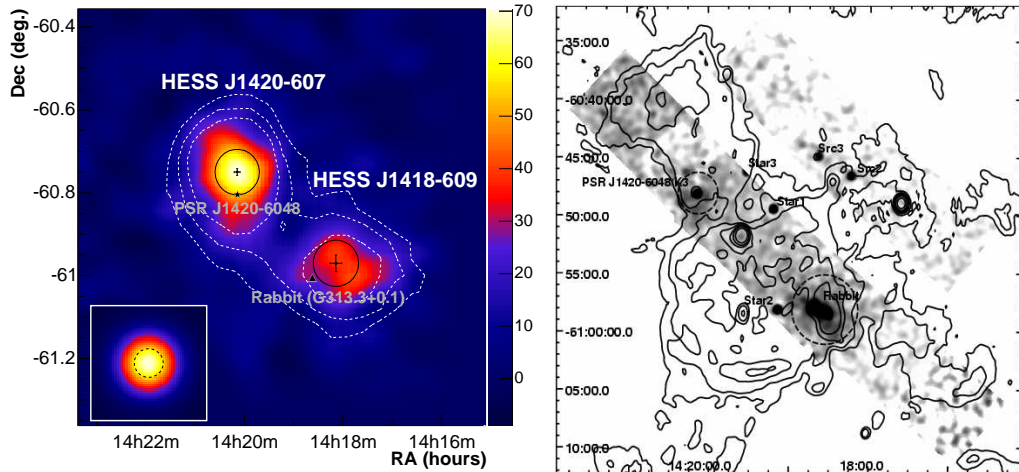 Dec (deg.)
-60.4
-60.6
-60.8
-61
-61.2
HESS J1420-607
HESS J1418-609
PSR J1420-6048
Rabbit (G313.3+0.1)
14h22m
14h20m
14h18m
14h16m
RA (hours)
70
60
50
40
30
20
10
0
35:00.0
-60:40:00.0
45:00.0
50:00.0
55:00.0
-61:00:00.0
05:00.0
10:00.0
Src3
Star3
Src2
PSR J1420-6048/K3
Star1
Star2
Rabbit
14:20:00.0
18:00.0